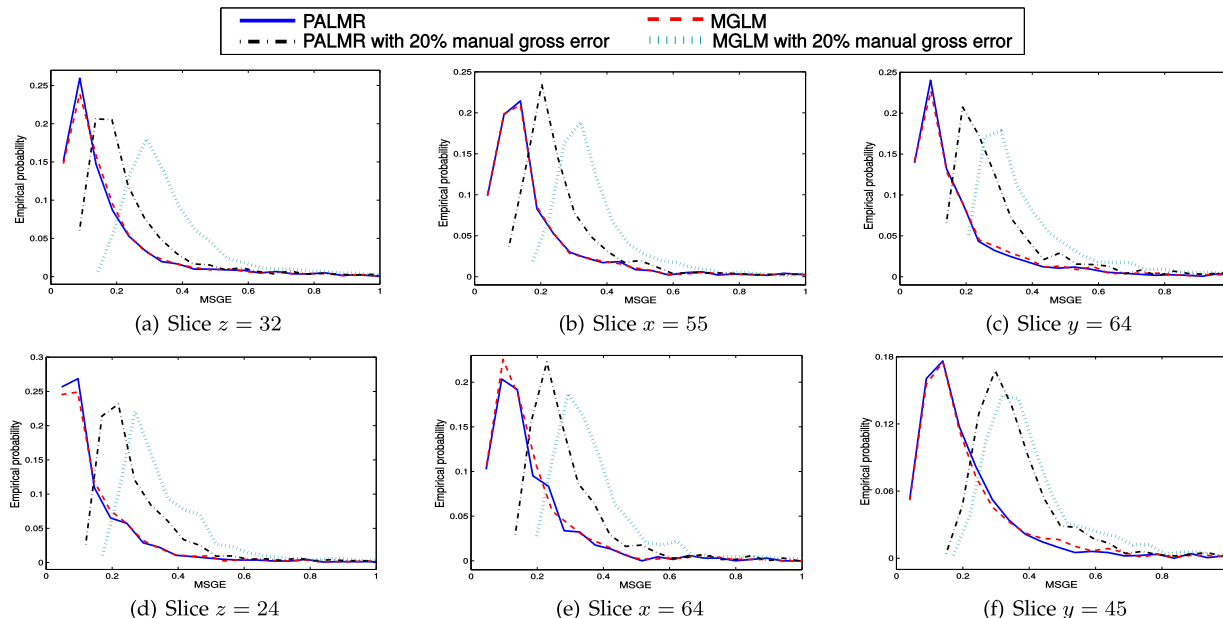 PALMR
MGLM
PALMR with 20% manual gross error
MGLM with 20% manual gross error
Empirical probability
0.25
0.2
0.15
0.1
0.05
0
0 0.2 0.4 0.6 0.8 1
MSGE
(a) Slice z = 32
Empirical probability
0.25
0.2
0.15
0.1
0.05
0
0 0.2 0.4 0.6 0.8 1
MSGE
(b) Slice x = 55
Empirical probability
0.25
0.2
0.15
0.1
0.05
0
0 0.2 0.4 0.6 0.8
MSGE
(c) Slice y = 64
Empirical probability
0.3
0.25
0.2
0.15
0.1
0.05
0
0 0.2 0.4 0.6 0.8 1
MSGE
(d) Slice z = 24
Empirical probability
0.2
0.15
0.1
0.05
0
0 0.2 0.4 0.6 0.8 1
MSGE
(e) Slice x = 64
Empirical probability
0.18
0.12
0.06
0
0 0.2 0.4 0.6 0.8
MSGE
(f) Slice y = 45